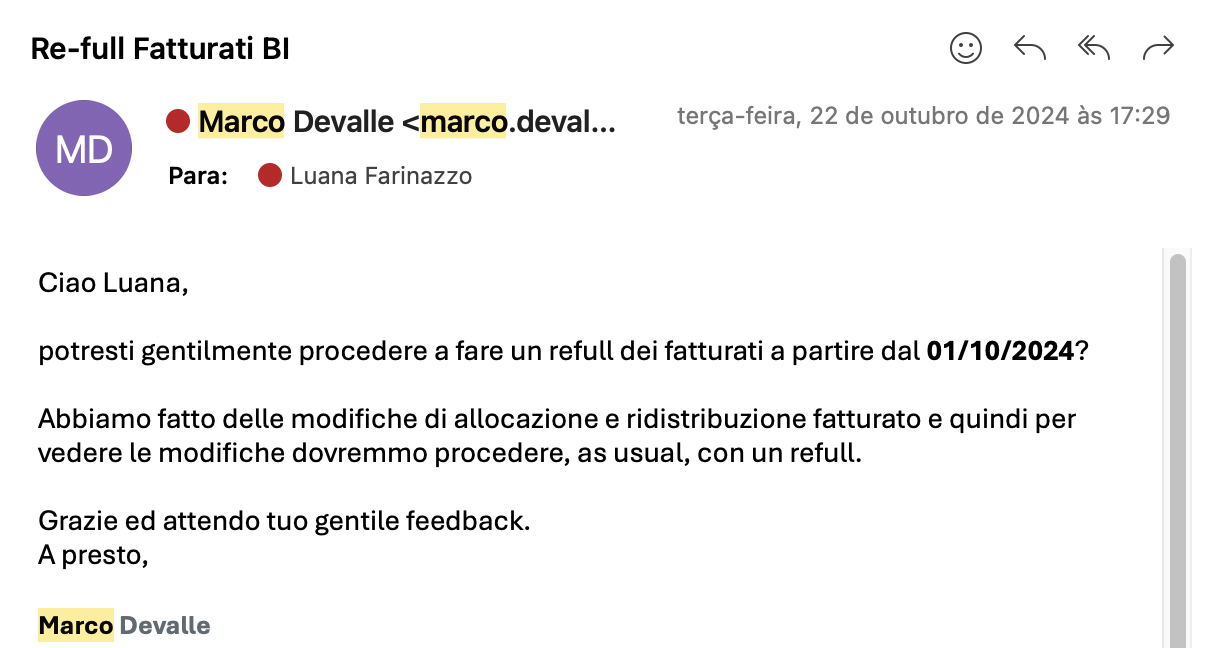 Re-full Fatturati BI
MD
Marco Devalle <marco.deval...
terça-feira, 22 de outubro de 2024 às 17:29
Para: Luana Farinazzo
Ciao Luana,
potresti gentilmente procedere a fare un refull dei fatturati a partire dal 01/10/2024?
Abbiamo fatto delle modifiche di allocazione e ridistribuzione fatturato e quindi per
vedere le modifiche dovremmo procedere, as usual, con un refull.
Grazie ed attendo tuo gentile feedback.
A presto,
Marco Devalle